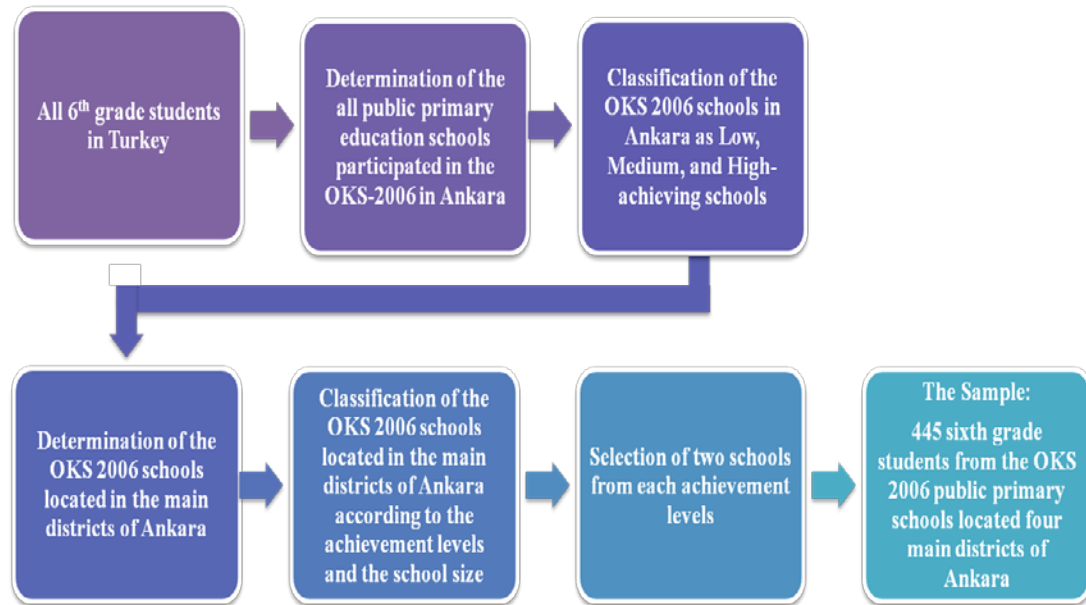 All 6th grade students
in Turkey
Determination of the
all public primary
education schools
participated in the
OKS-2006 in Ankara
Classification of the
OKS 2006 schools in
Ankara as Low,
Medium, and High-
achieving schools
Determination of the
OKS 2006 schools
located in the main
districts of Ankara
Classification of the
OKS 2006 schools
located in the main
districts of Ankara
according to the
achievement levels
and the school size
Selection of two schools
from each achievement
levels
The Sample:
445 sixth grade
students from the OKS
2006 public primary
schools located four
main districts of
Ankara